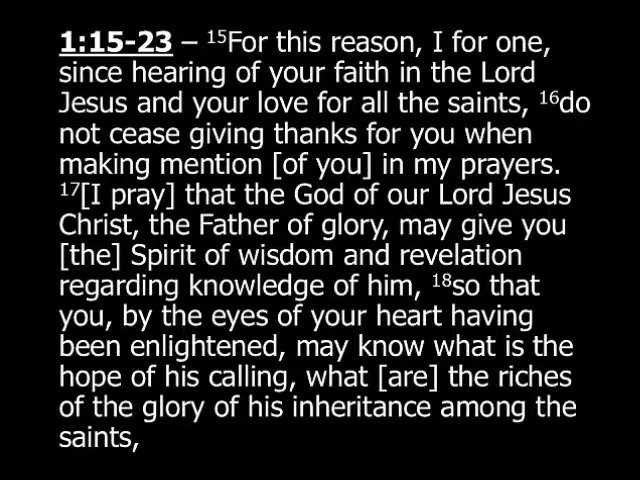 1:15-23 – ¹⁵For this reason, I for one,
since hearing of your faith in the Lord
Jesus and your love for all the saints, ¹⁶do
not cease giving thanks for you when
making mention [of you] in my prayers.
¹⁷[I pray] that the God of our Lord Jesus
Christ, the Father of glory, may give you
[the] Spirit of wisdom and revelation
regarding knowledge of him, ¹⁸so that
you, by the eyes of your heart having
been enlightened, may know what is the
hope of his calling, what [are] the riches
of the glory of his inheritance among the
saints,